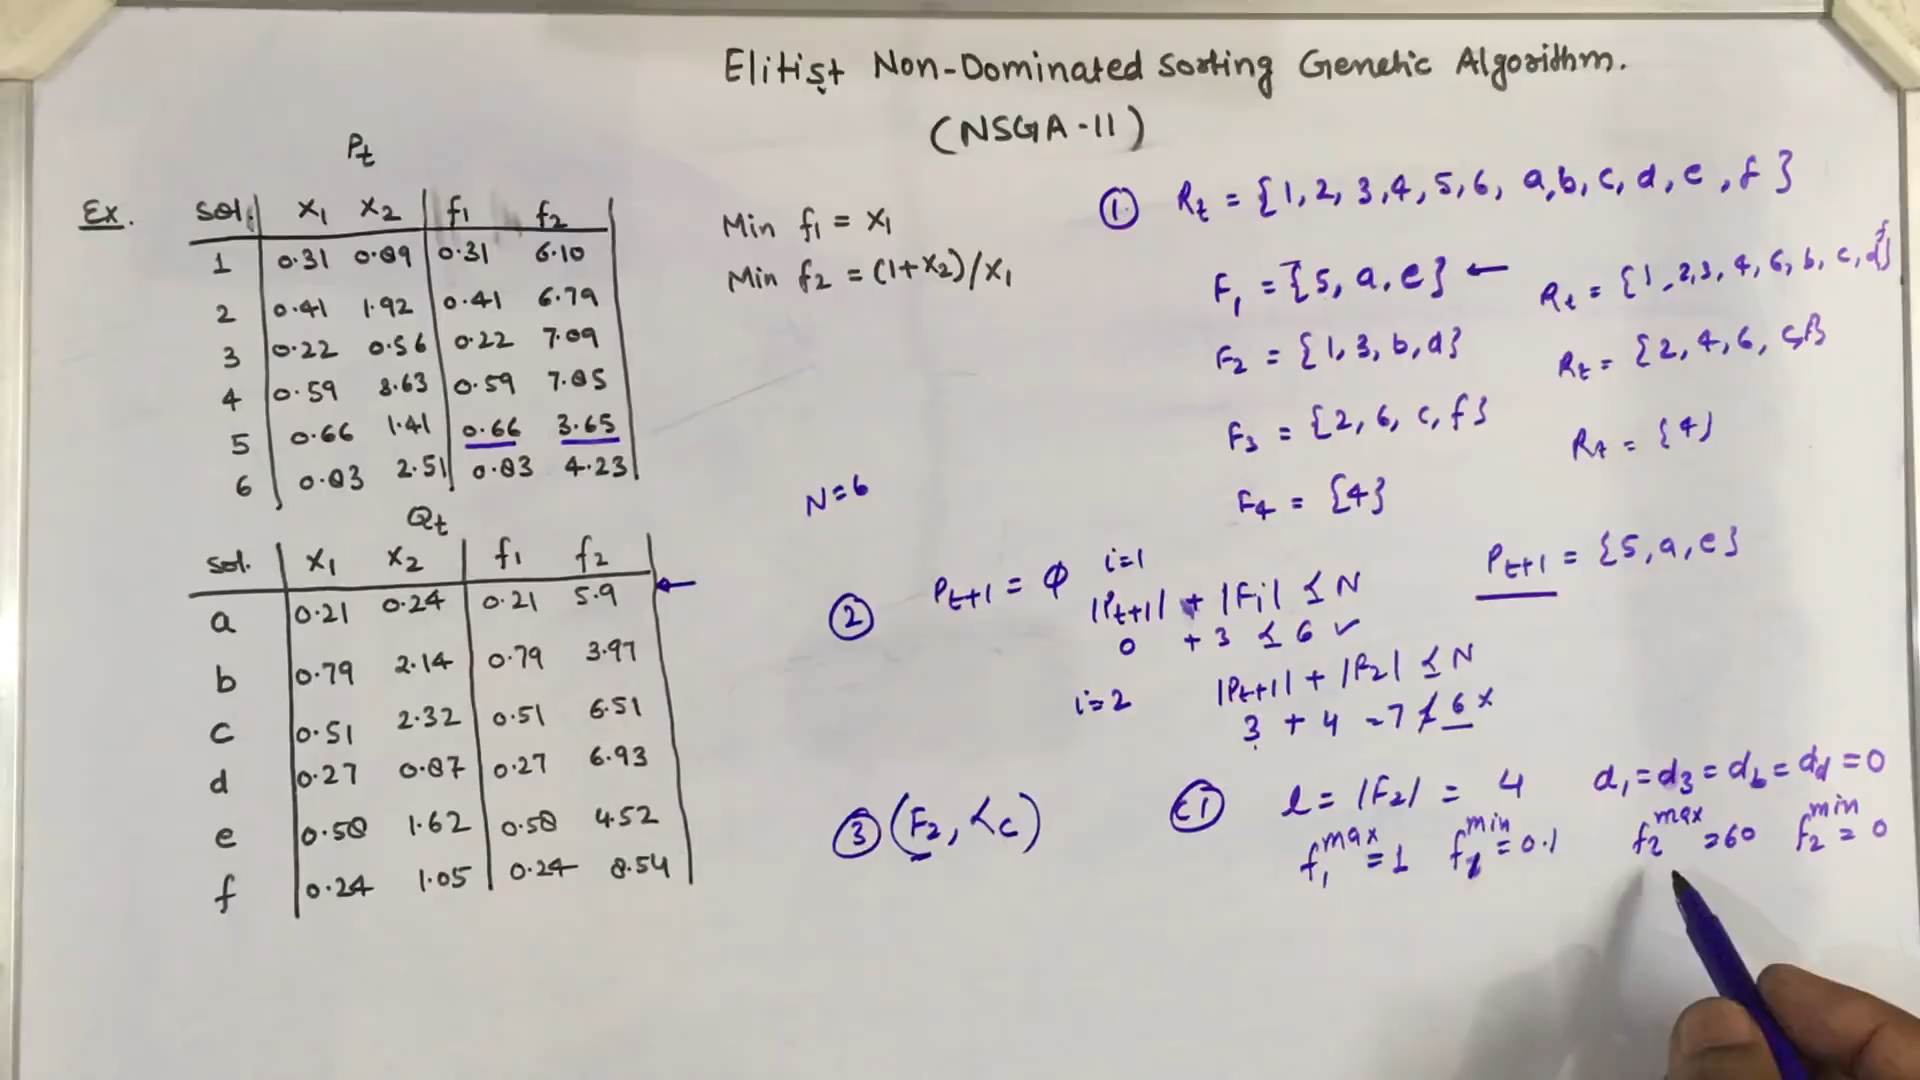 Elitist Non-Dominated Sorting Genetic Algorithm.
(NSGA-II)
Ex.
Pt
sol. x1 x2 f1 f2
1 0.31 0.89 0.31 6.10
2 0.41 1.92 0.41 6.79
3 0.22 0.56 0.22 7.09
4 0.59 3.63 0.59 7.85
5 0.66 1.41 0.66 3.65
6 0.83 2.51 0.83 4.23
Qt
sol. x1 x2 f1 f2
a 0.21 0.24 0.21 5.9 ←
b 0.79 2.14 0.79 3.97
c 0.51 2.32 0.51 6.51
d 0.27 0.87 0.27 6.93
e 0.58 1.62 0.58 4.52
f 0.24 1.05 0.24 8.54
Min f1 = x1
Min f2 = (1+x2)/x1
N=6
① Rt = {1, 2, 3, 4, 5, 6, a, b, c, d, e, f}
F1 = {5, a, e} ← Rt = {1, 2, 3, 4, 6, b, c, d, f}
F2 = {1, 3, b, d} Rt = {2, 4, 6, c, f}
F3 = {2, 6, c, f} Rt = {4}
F4 = {4}
② Pt+1 = φ i=1 Pt+1 = {5, a, e}
|Pt+1| + |Fi| ≤ N
0 + 3 ≤ 6 ✓
i=2 |Pt+1| + |F2| ≤ N
3 + 4 = 7 ≰ 6 x
③ (F2, <c)
C1 l = |F2| = 4 d1 = d3 = db = dd = 0
f1max = 1 f1min = 0.1 f2max = 60 f2min = 0